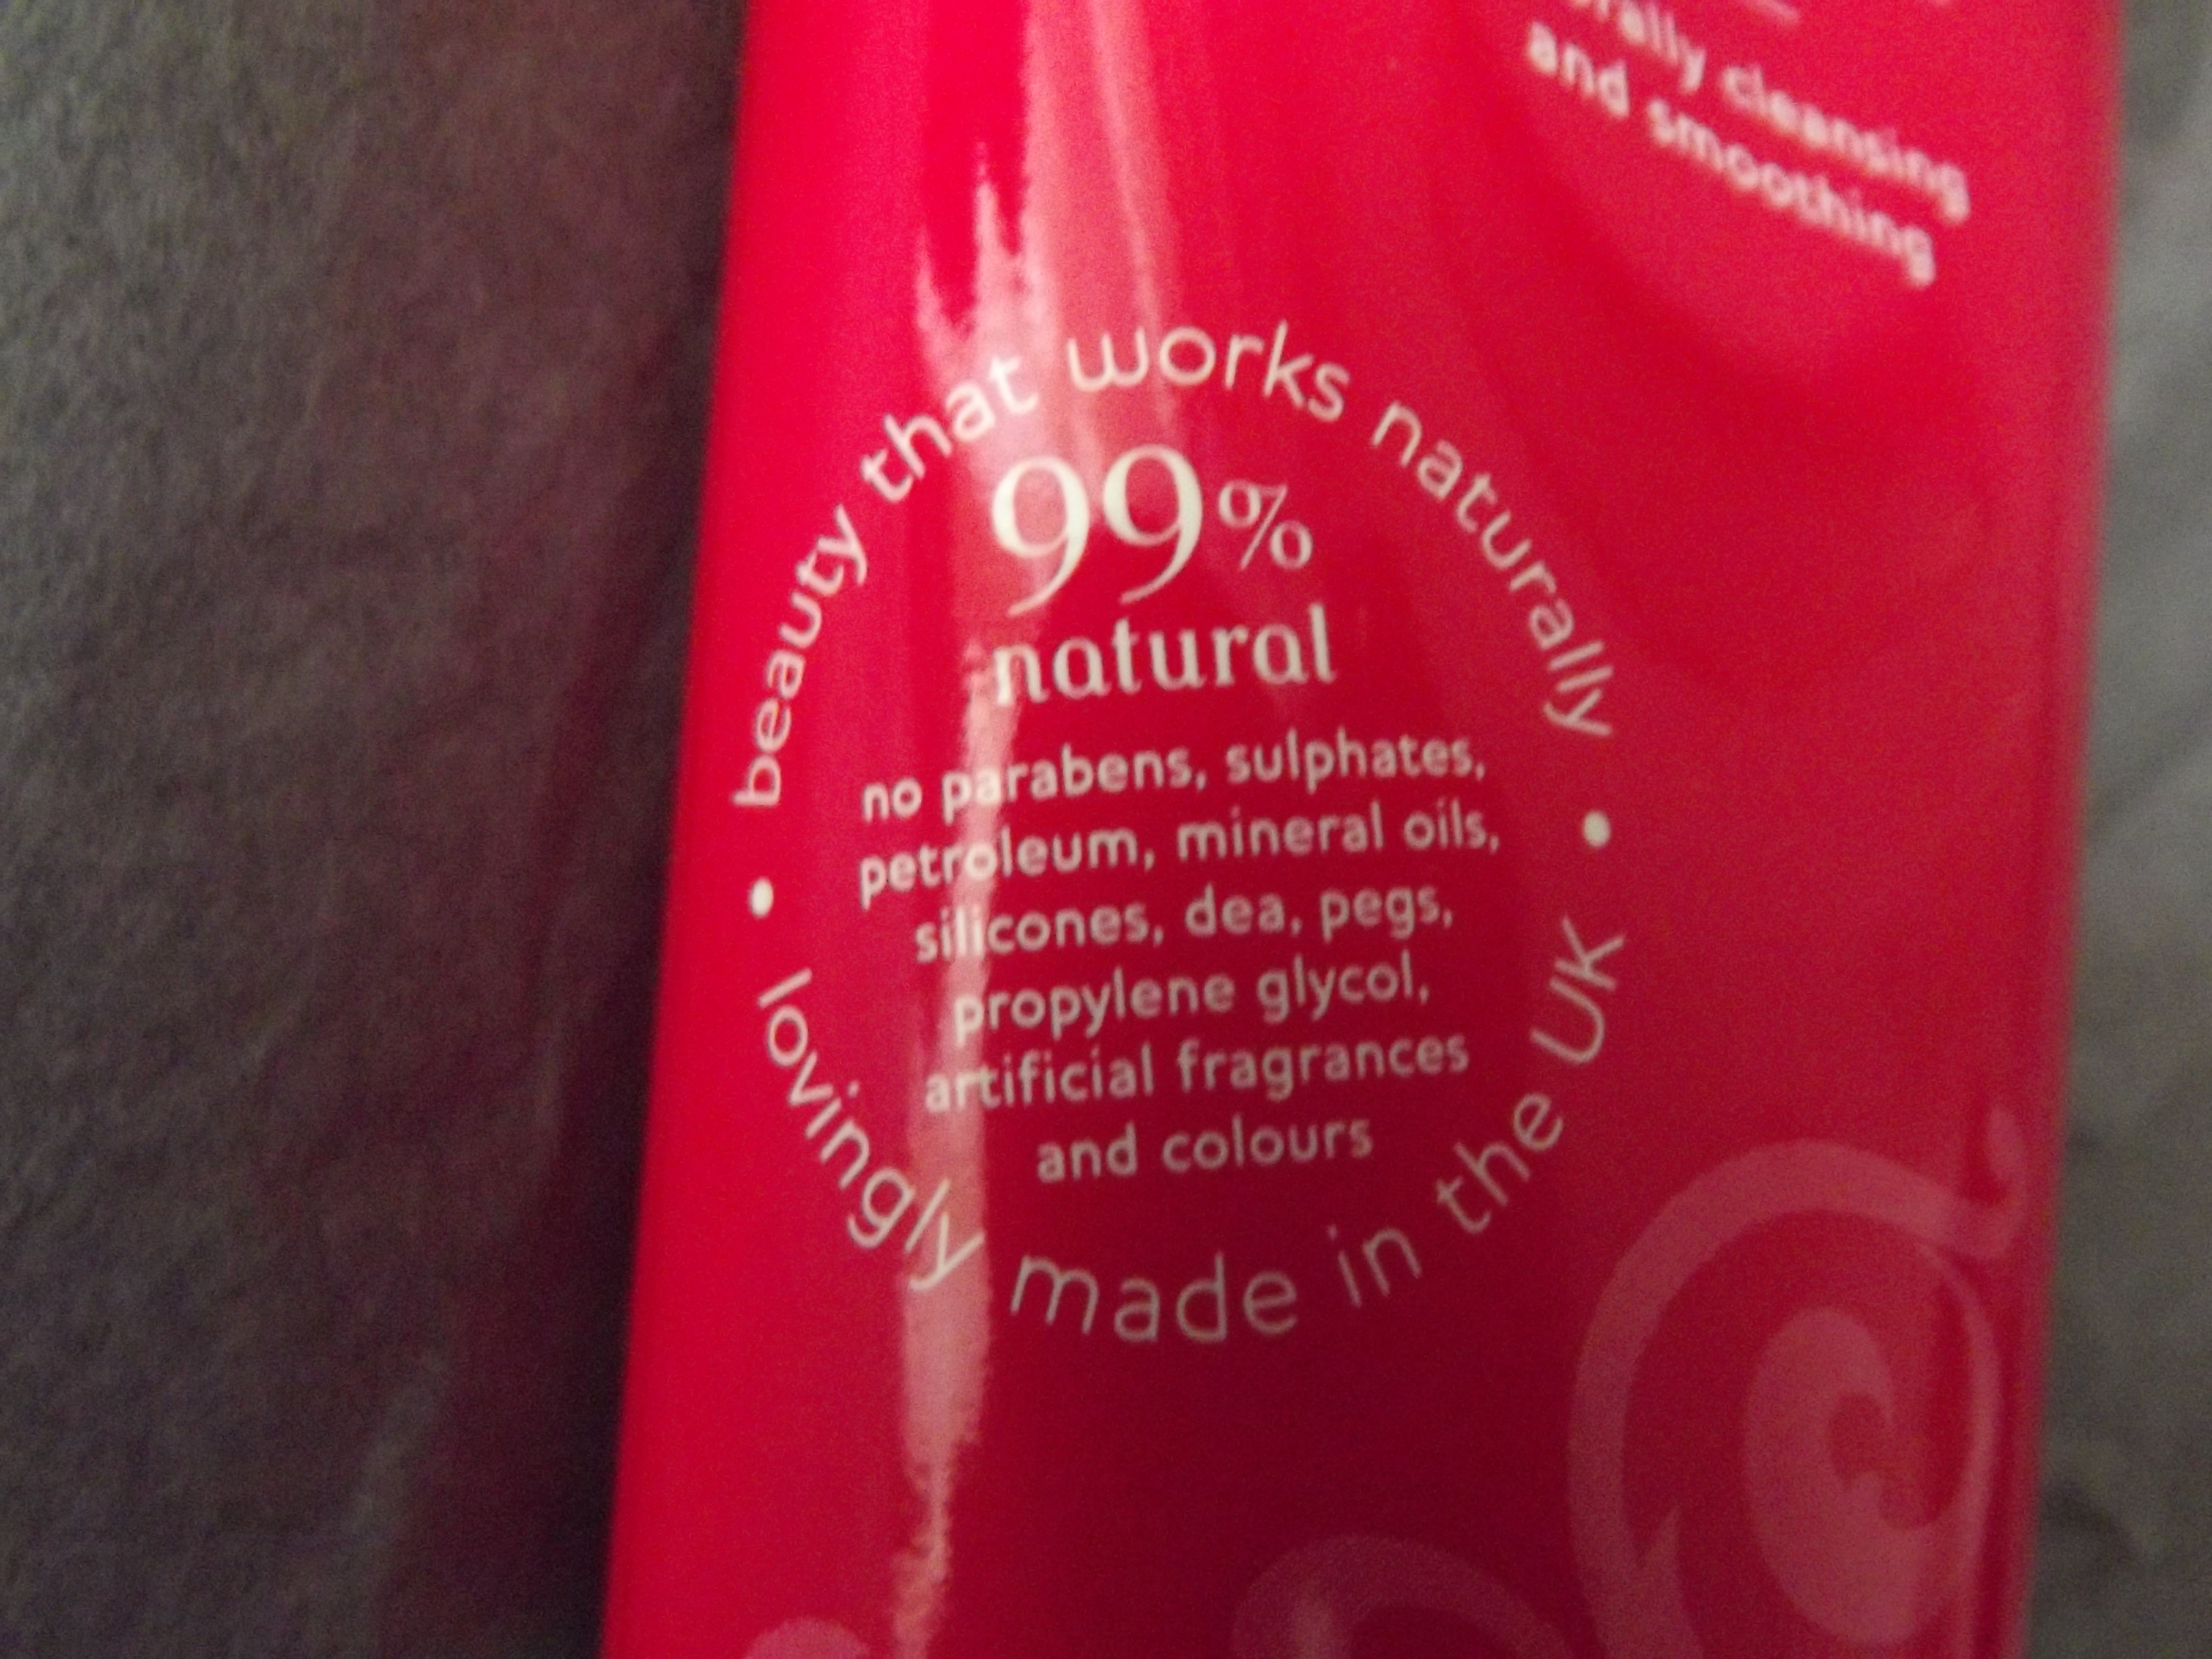 cleansing
and smoothing
beauty that works naturally
99%
natural
no parabens, sulphates,
petroleum, mineral oils,
silicones, dea, pegs,
propylene glycol,
artificial fragrances
and colours
• lovingly made in the UK •